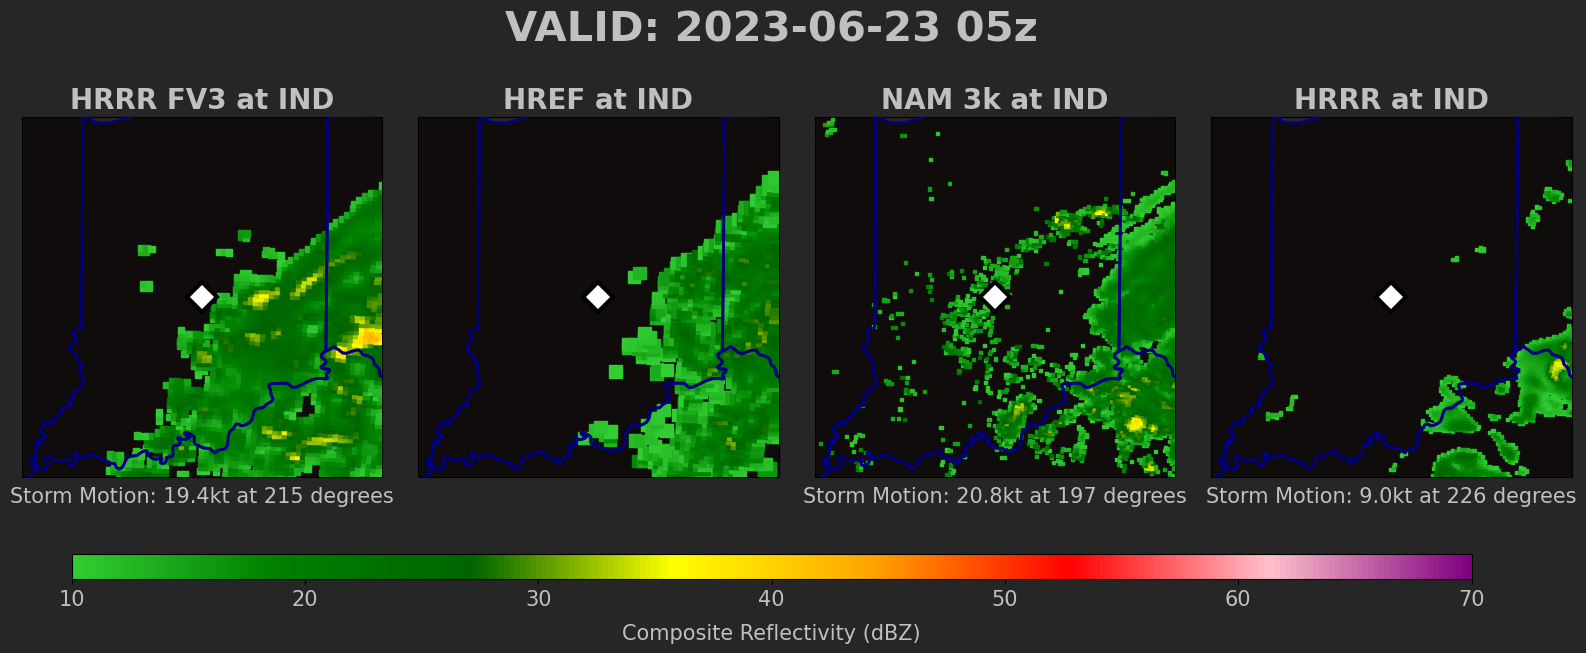 VALID: 2023-06-23 05z
HRRR FV3 at IND
HREF at IND
NAM 3k at IND
HRRR at IND
Storm Motion: 19.4kt at 215 degrees
Storm Motion: 20.8kt at 197 degrees
Storm Motion: 9.0kt at 226 degrees
10 20 30 40 50 60 70
Composite Reflectivity (dBZ)